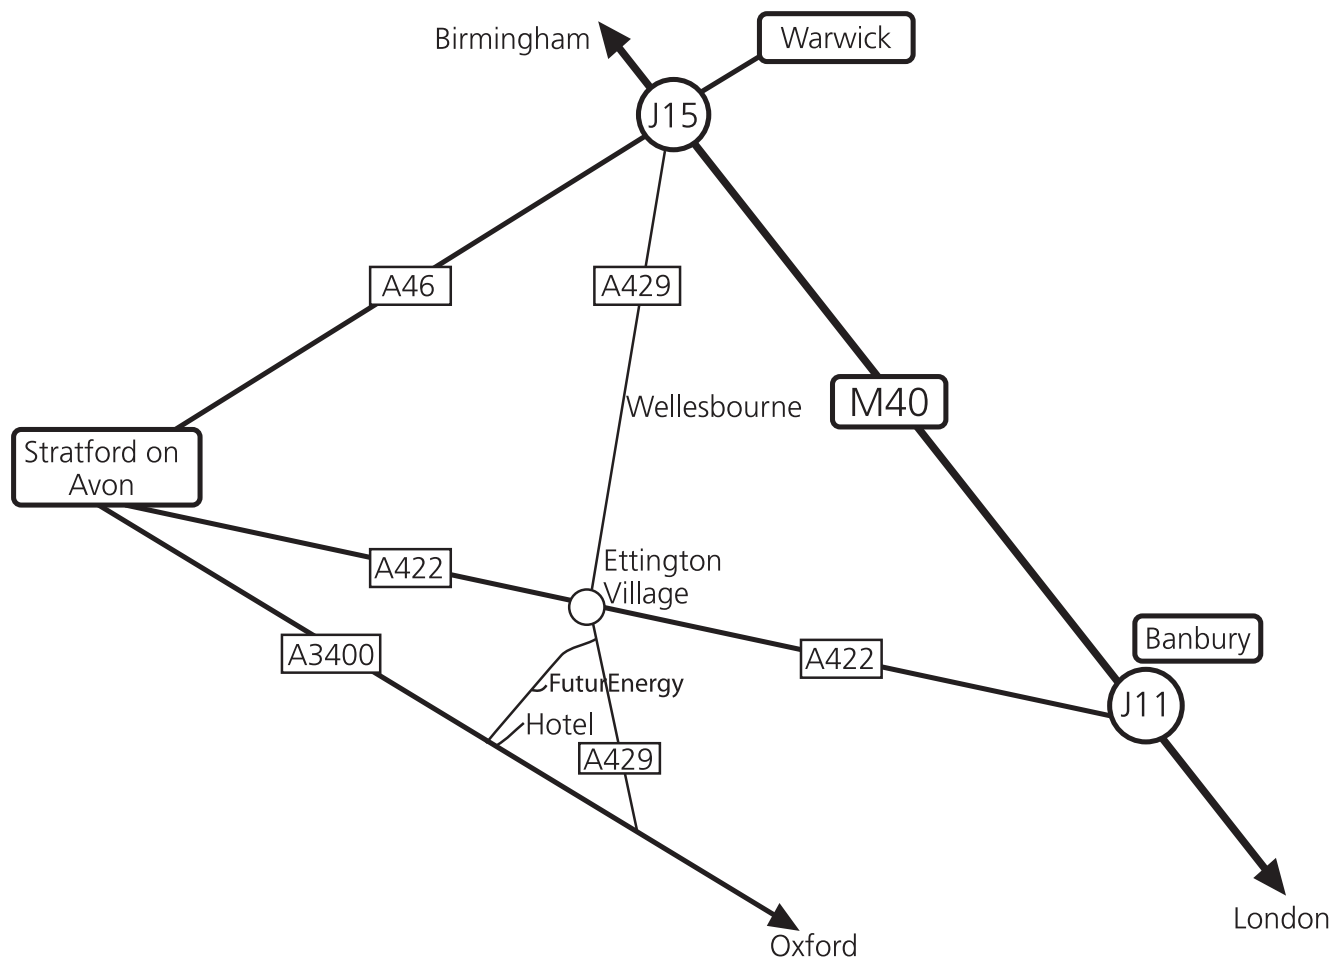 Birmingham
Warwick
J15
A46
A429
Wellesbourne
M40
Stratford on
Avon
A422
Ettington
Village
A3400
A422
Banbury
FuturEnergy
J11
Hotel
A429
London
Oxford